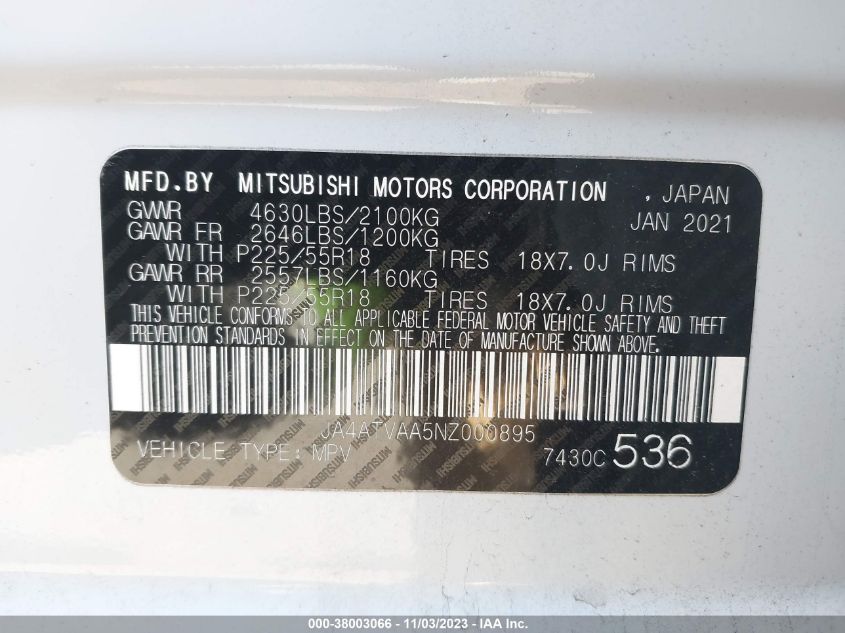 MFD.BY MITSUBISHI MOTORS CORPORATION , JAPAN
GVWR 4630LBS/2100KG JAN 2021
GAWR FR 2646LBS/1200KG
WITH P225/55R18 TIRES 18X7.0J RIMS
GAWR RR 2557LBS/1160KG
WITH P225/55R18 TIRES 18X7.0J RIMS
THIS VEHICLE CONFORMS TO ALL APPLICABLE FEDERAL MOTOR VEHICLE SAFETY AND THEFT
PREVENTION STANDARDS IN EFFECT ON THE DATE OF MANUFACTURE SHOWN ABOVE.
JA4ATVAA5NZ000895
VEHICLE TYPE: MPV 7430C 536
000-38003066 - 11/03/2023 - IAA Inc.